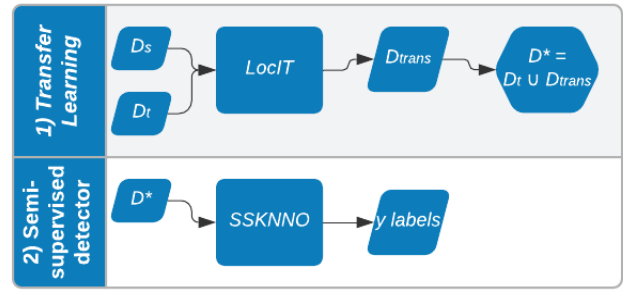 1) Transfer
Learning
Ds
Dt
LocIT
Dtrans
D* =
Dt ∪ Dtrans
2) Semi-
supervised
detector
D*
SSKNNO
y labels